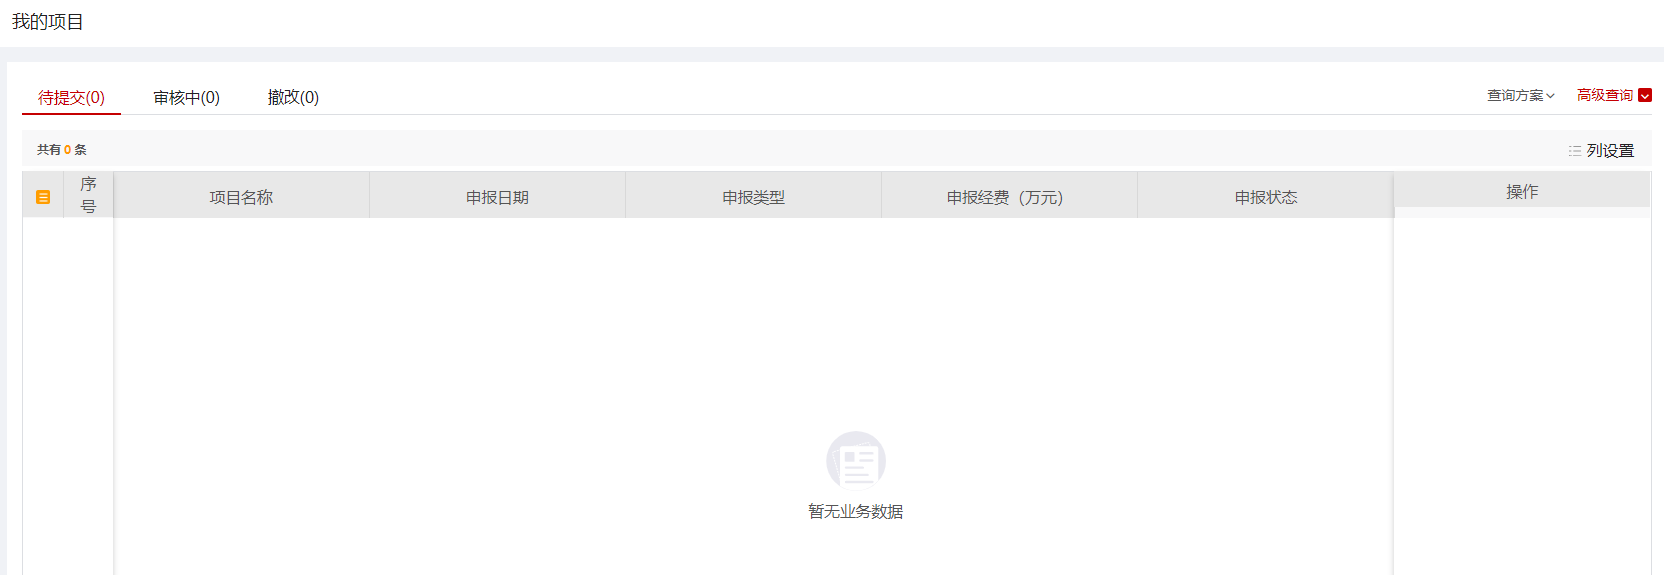 我的项目
待提交(0) 审核中(0) 撤改(0) 查询方案 高级查询
共有 0 条 列设置
序号 项目名称 申报日期 申报类型 申报经费（万元） 申报状态 操作
暂无业务数据